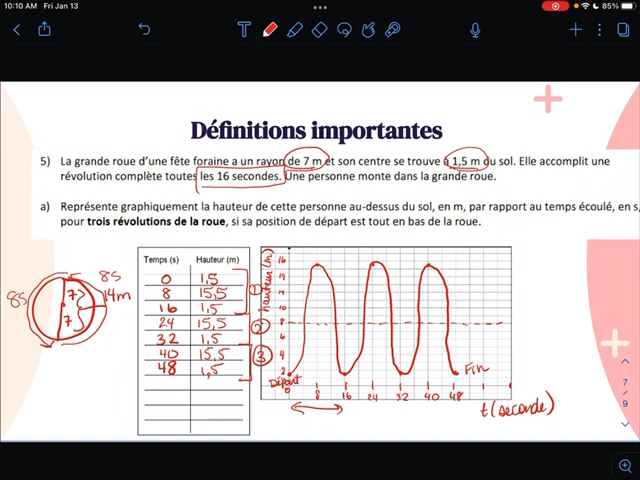 10:10 AM Fri Jan 13
85%
Définitions importantes
5) La grande roue d'une fête foraine a un rayon de 7 m et son centre se trouve à 1,5 m du sol. Elle accomplit une
révolution complète toutes les 16 secondes. Une personne monte dans la grande roue.
a) Représente graphiquement la hauteur de cette personne au-dessus du sol, en m, par rapport au temps écoulé, en s,
pour trois révolutions de la roue, si sa position de départ est tout en bas de la roue.
8s
8s
7
14m
7
Temps (s) Hauteur (m)
0 1,5
8 15,5
16 1,5
24 15,5
32 1,5
40 15,5
48 1,5
1
2
3
hauteur (m)
16
14
12
10
8
6
4
2
Départ
0
8 16 24 32 40 48
Fin
t (seconde)
7
9